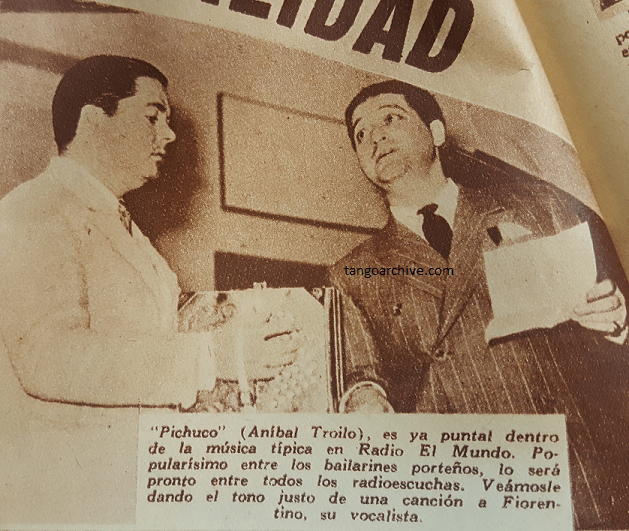 LIDAD
tangoarchive.com
"Pichuco" (Aníbal Troilo), es ya puntal dentro
de la música típica en Radio El Mundo. Po-
pularísimo entre los bailarines porteños, lo será
pronto entre todos los radioescuchas. Veámosle
dando el tono justo de una canción a Fioren-
tino, su vocalista.